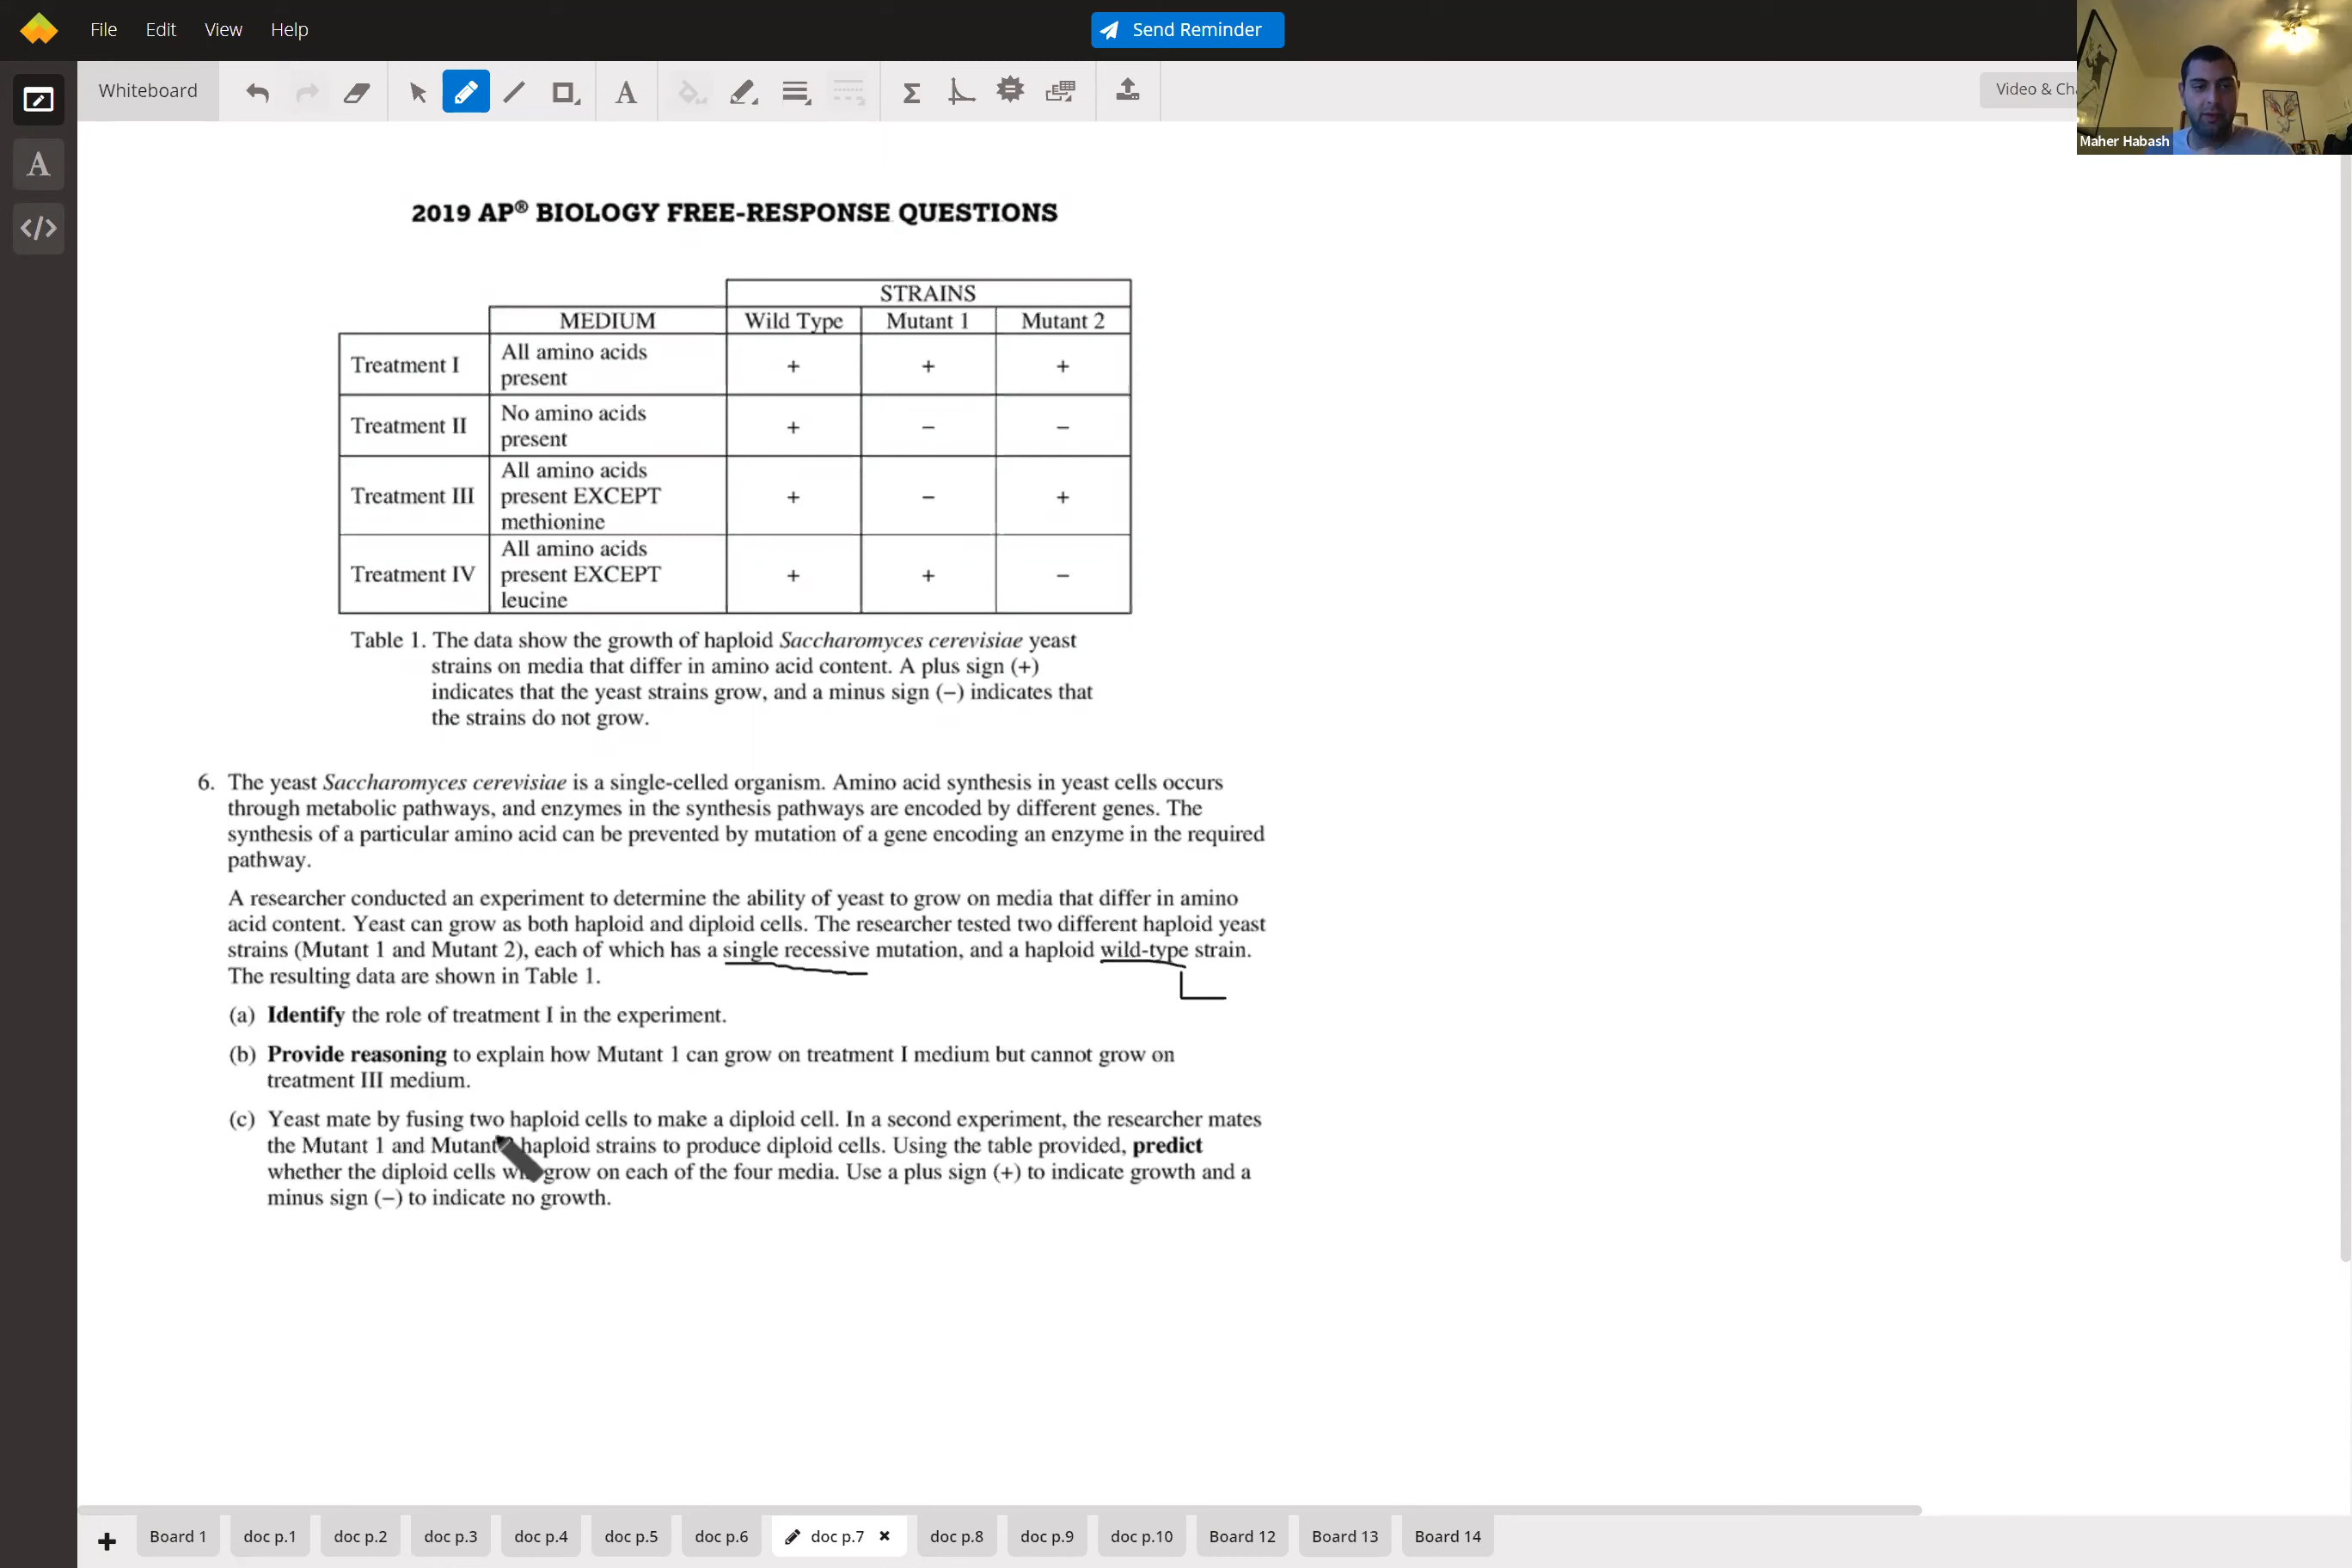 File Edit View Help
Send Reminder
Whiteboard
A
Σ
Video & Cha
Maher Habash
A
</>
2019 AP® BIOLOGY FREE-RESPONSE QUESTIONS
STRAINS
MEDIUM Wild Type Mutant 1 Mutant 2
Treatment I All amino acids present + + +
Treatment II No amino acids present + − −
Treatment III All amino acids present EXCEPT methionine + − +
Treatment IV All amino acids present EXCEPT leucine + + −
Table 1. The data show the growth of haploid Saccharomyces cerevisiae yeast
strains on media that differ in amino acid content. A plus sign (+)
indicates that the yeast strains grow, and a minus sign (−) indicates that
the strains do not grow.
6. The yeast Saccharomyces cerevisiae is a single-celled organism. Amino acid synthesis in yeast cells occurs
through metabolic pathways, and enzymes in the synthesis pathways are encoded by different genes. The
synthesis of a particular amino acid can be prevented by mutation of a gene encoding an enzyme in the required
pathway.
A researcher conducted an experiment to determine the ability of yeast to grow on media that differ in amino
acid content. Yeast can grow as both haploid and diploid cells. The researcher tested two different haploid yeast
strains (Mutant 1 and Mutant 2), each of which has a single recessive mutation, and a haploid wild-type strain.
The resulting data are shown in Table 1.
(a) Identify the role of treatment I in the experiment.
(b) Provide reasoning to explain how Mutant 1 can grow on treatment I medium but cannot grow on
treatment III medium.
(c) Yeast mate by fusing two haploid cells to make a diploid cell. In a second experiment, the researcher mates
the Mutant 1 and Mutant haploid strains to produce diploid cells. Using the table provided, predict
whether the diploid cells grow on each of the four media. Use a plus sign (+) to indicate growth and a
minus sign (−) to indicate no growth.
+ Board 1 doc p.1 doc p.2 doc p.3 doc p.4 doc p.5 doc p.6 doc p.7 × doc p.8 doc p.9 doc p.10 Board 12 Board 13 Board 14